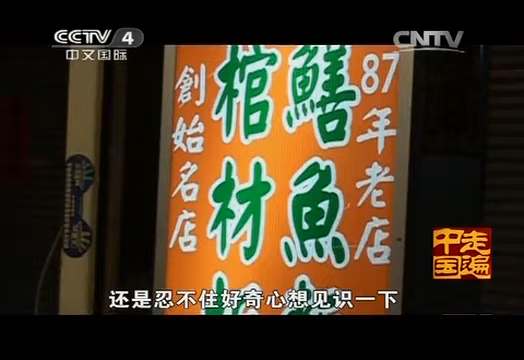 CCTV 4
中文国际
CNTV
87年老店
鱔魚
棺材
創始名店
走遍
中国
还是忍不住好奇心想见识一下